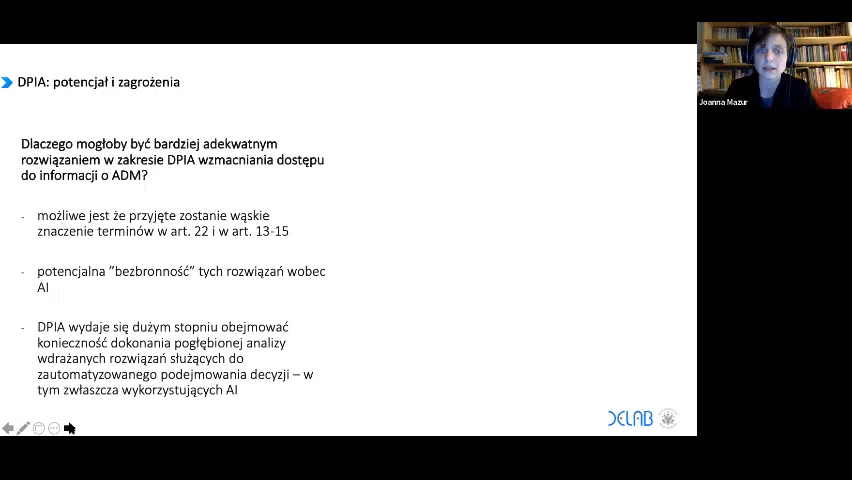 DPIA: potencjał i zagrożenia
Dlaczego mogłoby być bardziej adekwatnym
rozwiązaniem w zakresie DPIA wzmacniania dostępu
do informacji o ADM?
- możliwe jest że przyjęte zostanie wąskie
znaczenie terminów w art. 22 i w art. 13-15
- potencjalna ”bezbronność” tych rozwiązań wobec
AI
- DPIA wydaje się dużym stopniu obejmować
konieczność dokonania pogłębionej analizy
wdrażanych rozwiązań służących do
zautomatyzowanego podejmowania decyzji – w
tym zwłaszcza wykorzystujących AI
DELAB
Joanna Mazur